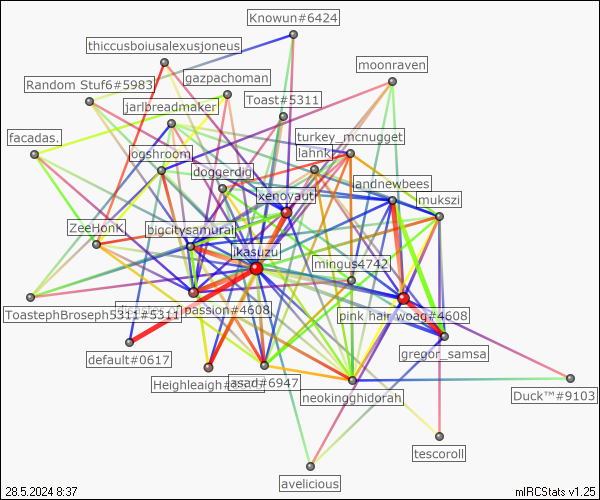 Knowun#6424
thiccusboiusalexusjoneus
moonraven
gazpachoman
Random Stuf6#5983
Toast#5311
jarlbreadmaker
turkey_mcnugget
facadas.
ogshroom
lahnk
doggerdig
landnewbees
xenoyaut
mukszi
ZeeHonK
bigcitysamurai
ikasuzu
mingus4742
ToastephBroseph5311#5311
passion#4608
pink hair woag#4608
default#0617
gregor_samsa
Heighleaigh#
asad#6947
neokingghidorah
Duck™#9103
tescoroll
avelicious
28.5.2024 8:37
mIRCStats v1.25